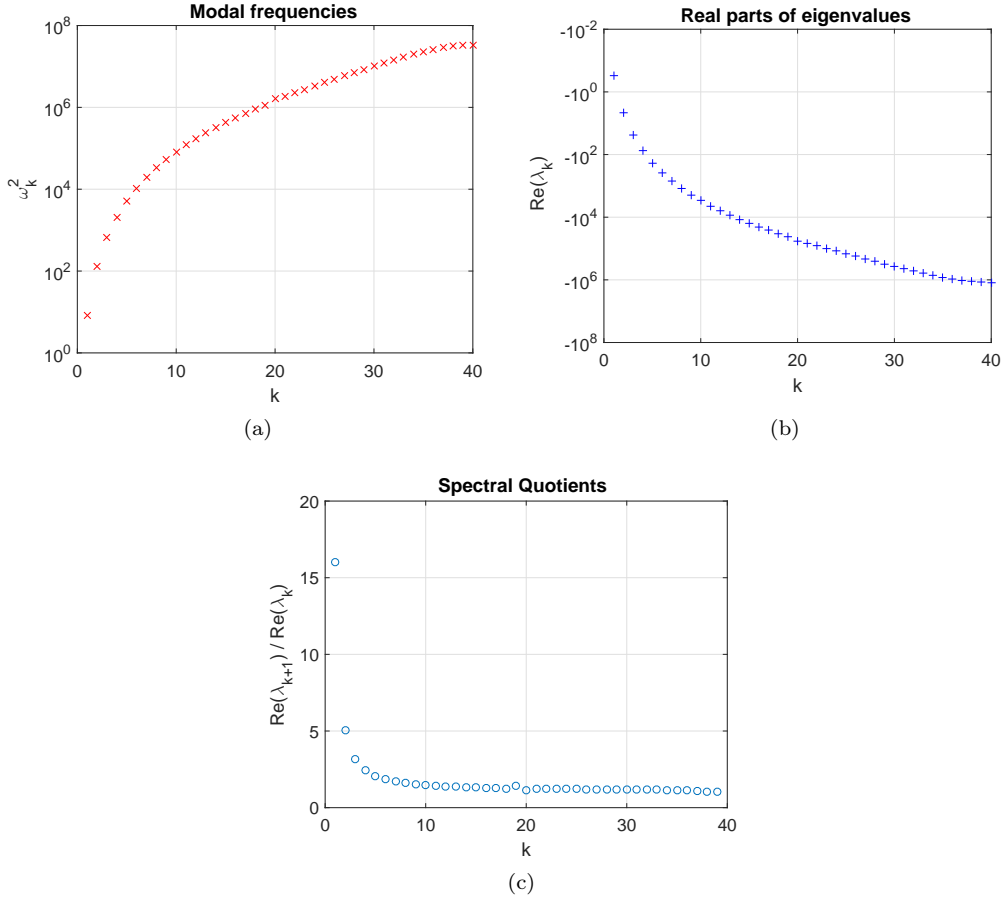 Modal frequencies
10^8
10^6
10^4
10^2
10^0
ω_k^2
0 10 20 30 40
k
(a)
Real parts of eigenvalues
-10^-2
-10^0
-10^2
-10^4
-10^6
-10^8
Re(λ_k)
0 10 20 30 40
k
(b)
Spectral Quotients
20
15
10
5
0
Re(λ_k+1) / Re(λ_k)
0 10 20 30 40
k
(c)